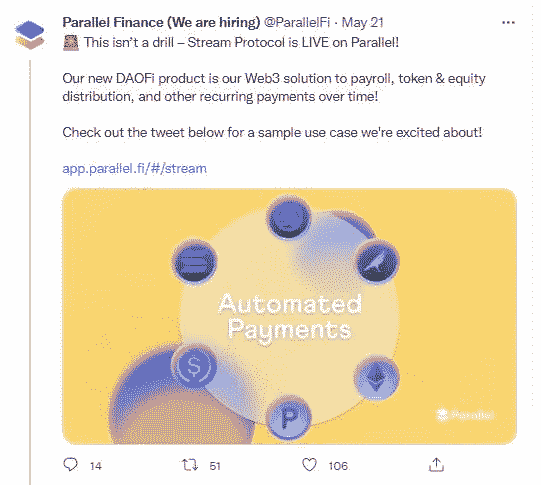 Parallel Finance (We are hiring) @ParallelFi · May 21
This isn't a drill – Stream Protocol is LIVE on Parallel!
Our new DAOFi product is our Web3 solution to payroll, token & equity
distribution, and other recurring payments over time!
Check out the tweet below for a sample use case we're excited about!
app.parallel.fi/#/stream
Automated
Payments
Parallel
14 51 106